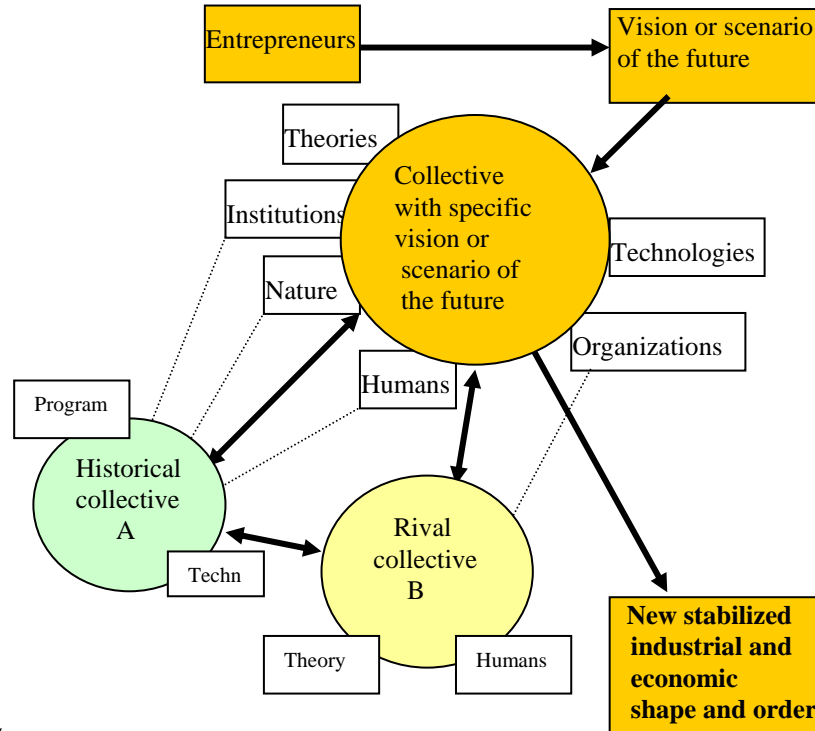 Entrepreneurs
Vision or scenario
of the future
Theories
Collective
with specific
vision or
scenario of
the future
Institutions
Technologies
Nature
Organizations
Humans
Program
Historical
collective
A
Rival
collective
B
Techn
Theory
Humans
New stabilized
industrial and
economic
shape and order